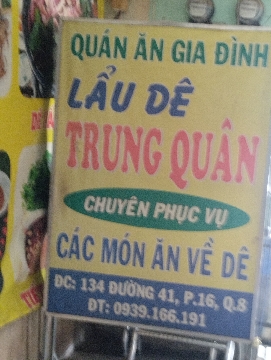 QUÁN ĂN GIA ĐÌNH
LẨU DÊ
TRUNG QUÂN
CHUYÊN PHỤC VỤ
CÁC MÓN ĂN VỀ DÊ
ĐC: 134 ĐƯỜNG 41, P.16, Q.8
ĐT: 0939.166.191